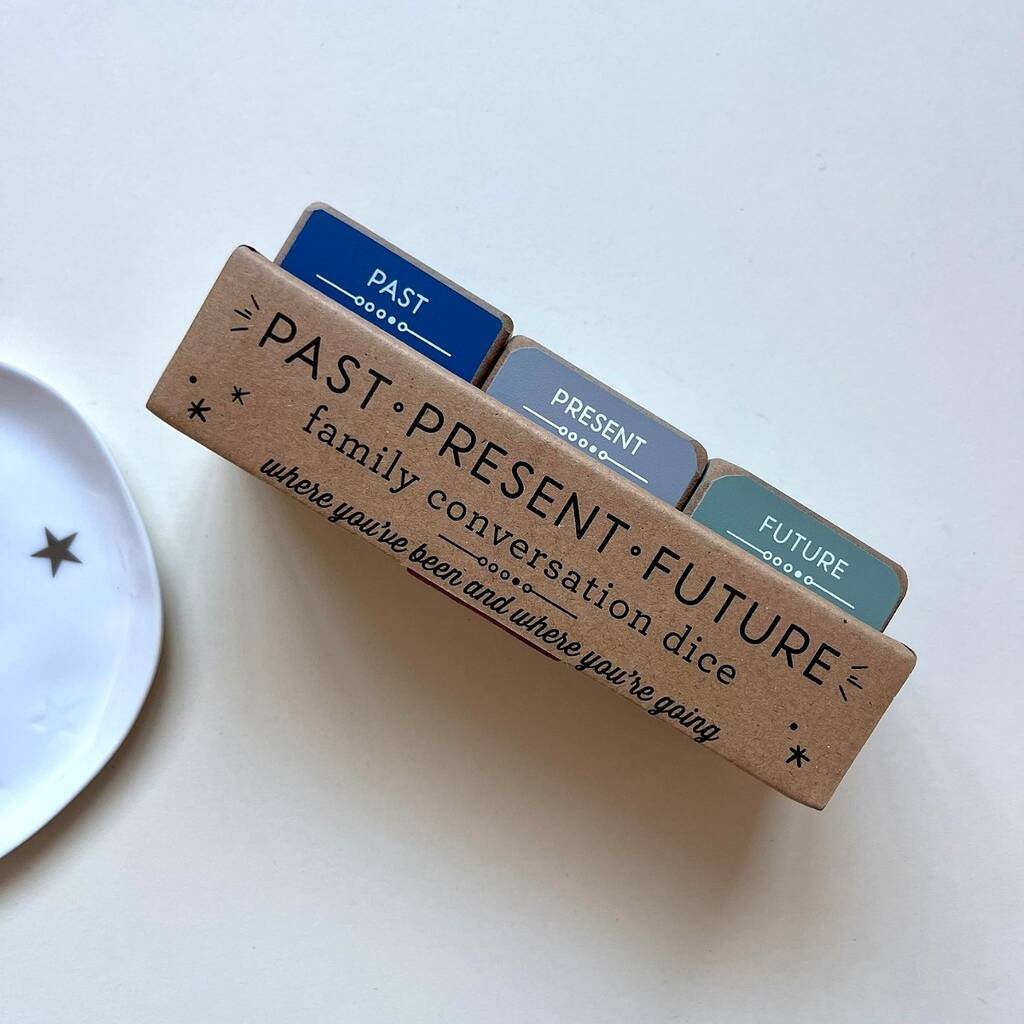 PAST
PRESENT
FUTURE
PAST • PRESENT • FUTURE
family conversation dice
where you've been and where you're going